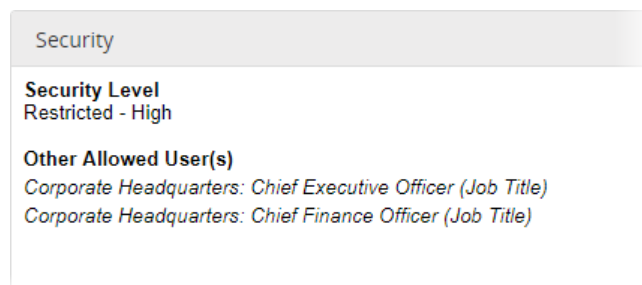 Security
Security Level
Restricted - High
Other Allowed User(s)
Corporate Headquarters: Chief Executive Officer (Job Title)
Corporate Headquarters: Chief Finance Officer (Job Title)